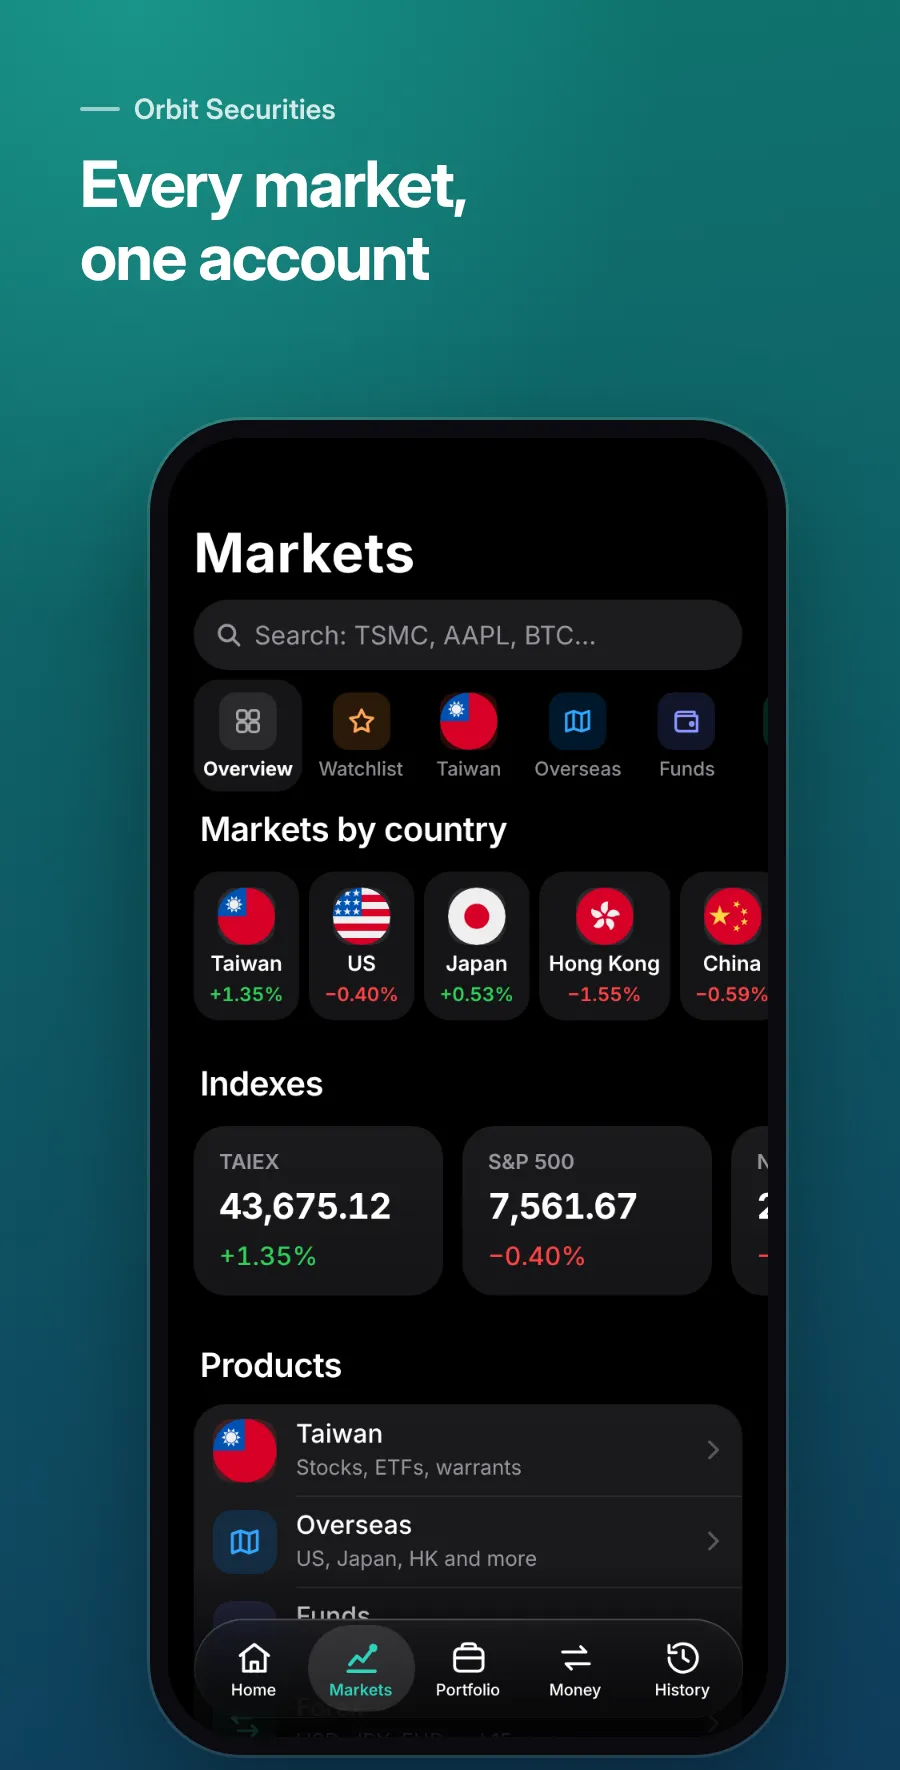 Orbit Securities
Every market,
one account
Markets
Search: TSMC, AAPL, BTC...
Overview Watchlist Taiwan Overseas Funds
Markets by country
Taiwan US Japan Hong Kong China
+1.35% −0.40% +0.53% −1.55% −0.59%
Indexes
TAIEX S&P 500
43,675.12 7,561.67
+1.35% −0.40%
Products
Taiwan
Stocks, ETFs, warrants
Overseas
US, Japan, HK and more
Funds
Home Markets Portfolio Money History